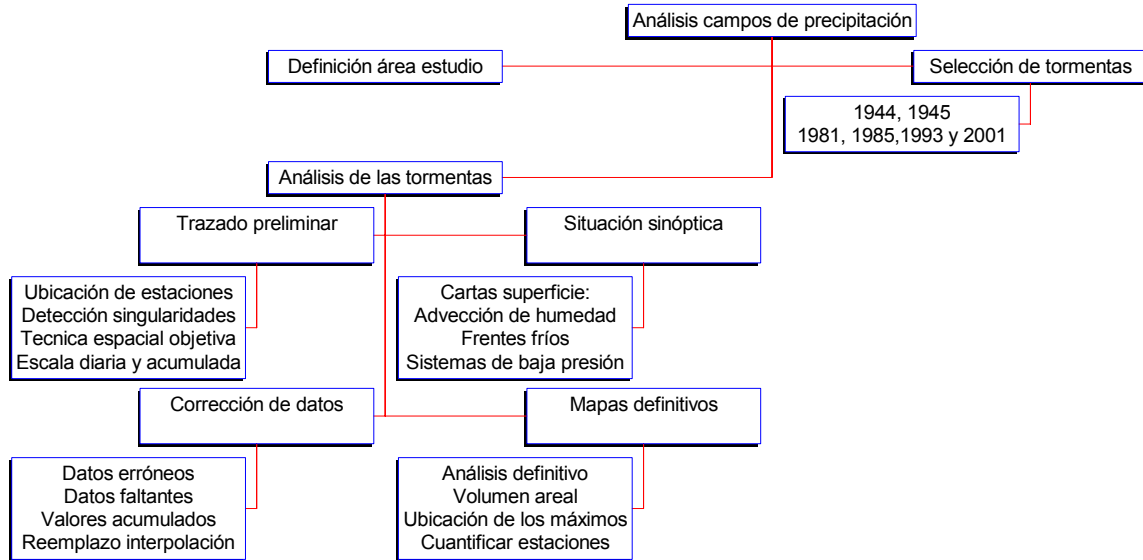 Análisis campos de precipitación
Definición área estudio
Selección de tormentas
1944, 1945
1981, 1985,1993 y 2001
Análisis de las tormentas
Trazado preliminar
Situación sinóptica
Ubicación de estaciones
Detección singularidades
Tecnica espacial objetiva
Escala diaria y acumulada
Cartas superficie:
Advección de humedad
Frentes fríos
Sistemas de baja presión
Corrección de datos
Mapas definitivos
Datos erróneos
Datos faltantes
Valores acumulados
Reemplazo interpolación
Análisis definitivo
Volumen areal
Ubicación de los máximos
Cuantificar estaciones